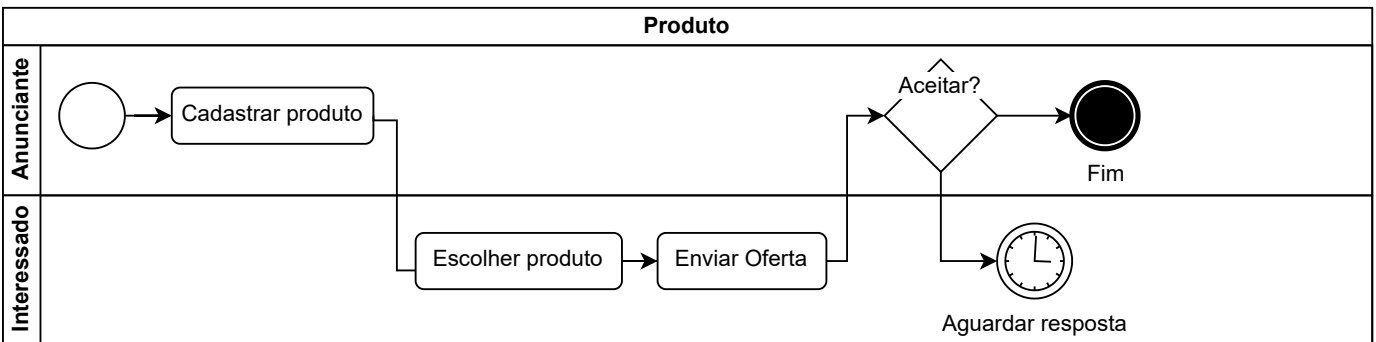 Produto
Anunciante
Cadastrar produto
Aceitar?
Fim
Interessado
Escolher produto
Enviar Oferta
Aguardar resposta